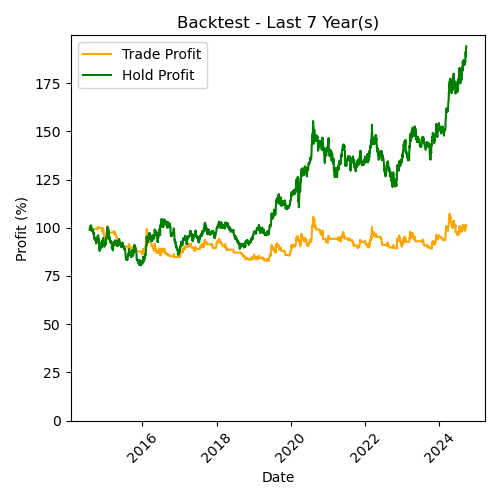 Backtest - Last 7 Year(s)
Trade Profit
Hold Profit
Profit (%)
175
150
125
100
75
50
25
0
2016
2018
2020
2022
2024
Date